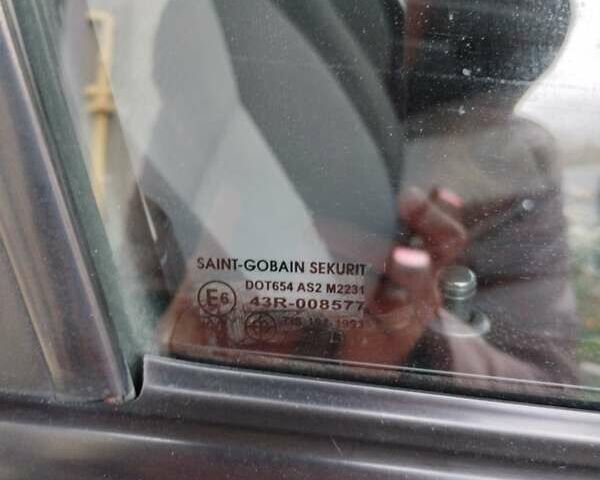 SAINT-GOBAIN SEKURIT
DOT654 AS2 M2231
E6 43R-008577